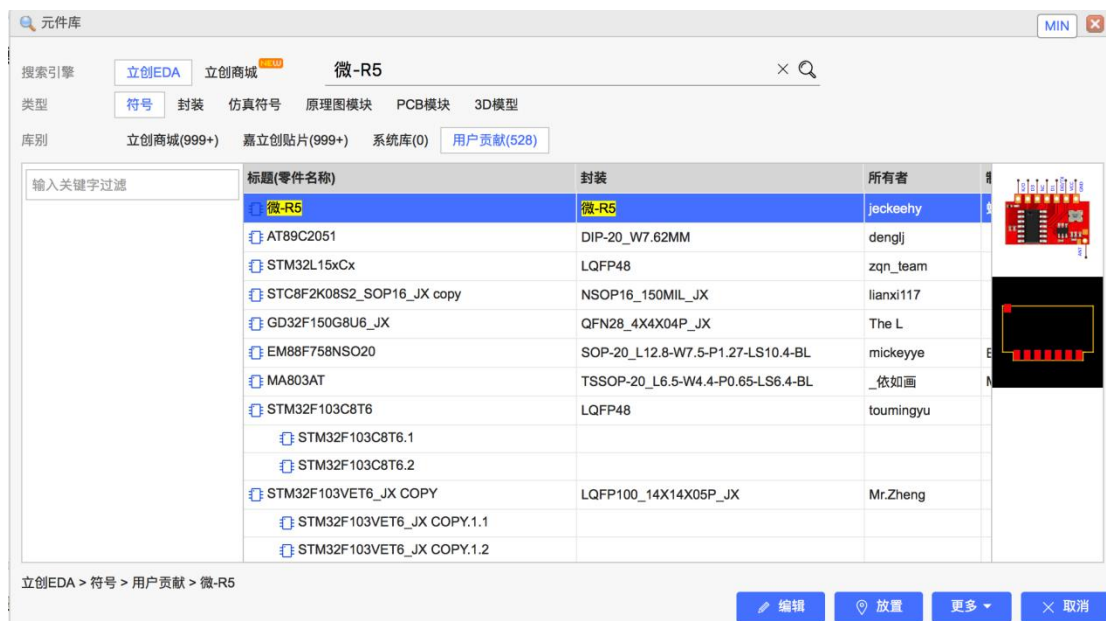 元件库 MIN
搜索引擎 立创EDA 立创商城 NEW 微-R5
类型 符号 封装 仿真符号 原理图模块 PCB模块 3D模型
库别 立创商城(999+) 嘉立创贴片(999+) 系统库(0) 用户贡献(528)
输入关键字过滤
标题(零件名称) 封装 所有者
微-R5 微-R5 jeckeehy
AT89C2051 DIP-20_W7.62MM denglj
STM32L15xCx LQFP48 zqn_team
STC8F2K08S2_SOP16_JX copy NSOP16_150MIL_JX lianxi117
GD32F150G8U6_JX QFN28_4X4X04P_JX The L
EM88F758NSO20 SOP-20_L12.8-W7.5-P1.27-LS10.4-BL mickeyye
MA803AT TSSOP-20_L6.5-W4.4-P0.65-LS6.4-BL _依如画
STM32F103C8T6 LQFP48 toumingyu
STM32F103C8T6.1
STM32F103C8T6.2
STM32F103VET6_JX COPY LQFP100_14X14X05P_JX Mr.Zheng
STM32F103VET6_JX COPY.1.1
STM32F103VET6_JX COPY.1.2
立创EDA > 符号 > 用户贡献 > 微-R5
编辑 放置 更多 取消